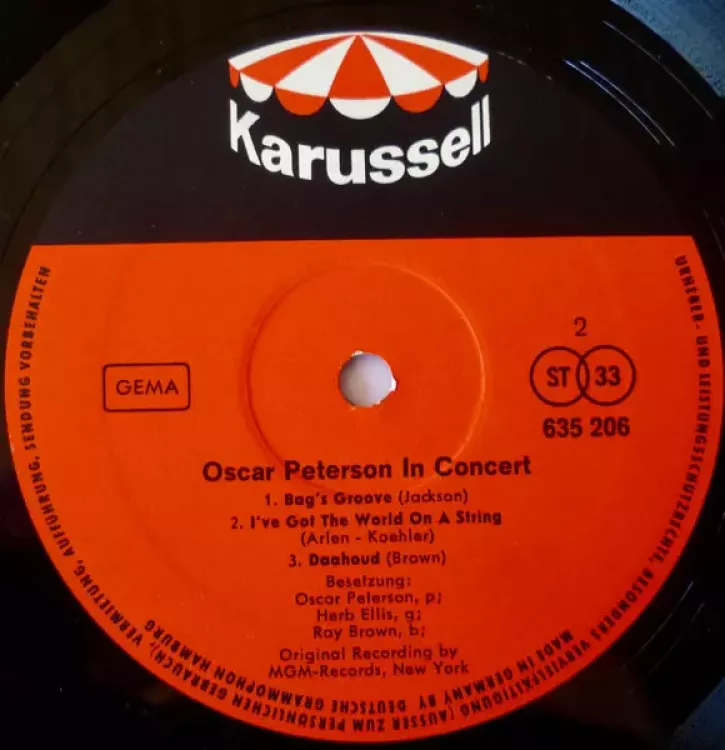 Karussell
GEMA
2
ST 33
635 206
Oscar Peterson In Concert
1. Bag's Groove (Jackson)
2. I've Got The World On A String
(Arlen - Koehler)
3. Daahoud (Brown)
Besetzung:
Oscar Peterson, p;
Herb Ellis, g;
Ray Brown, b;
Original Recording by
MGM-Records, New York
URHEBER- UND LEISTUNGSSCHUTZRECHTE, BESONDERS VERVIELFÄLTIGUNG (AUSSER ZUM PERSÖNLICHEN GEBRAUCH), VERMIETUNG, AUFFÜHRUNG, SENDUNG VORBEHALTEN
MADE IN GERMANY BY DEUTSCHE GRAMMOPHON HAMBURG